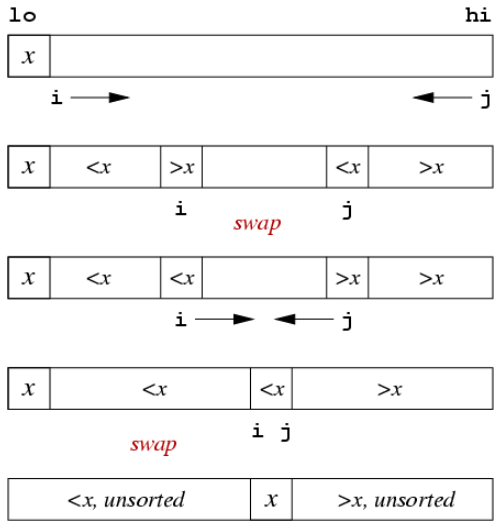 lo hi
x
i j
x <x >x <x >x
i j
swap
x <x <x >x >x
i j
x <x <x >x
i j
swap
<x, unsorted x >x, unsorted